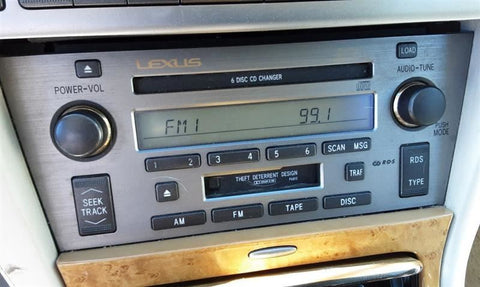 LEXUS
LOAD
6 DISC CD CHANGER
AUDIO-TUNE
POWER-VOL
FM1 99.1
PUSH
MODE
1 2 3 4 5 6 SCAN MSG
CD RDS
RDS
TYPE
THEFT DETERRENT DESIGN
TRAF
SEEK
TRACK
AM FM TAPE DISC